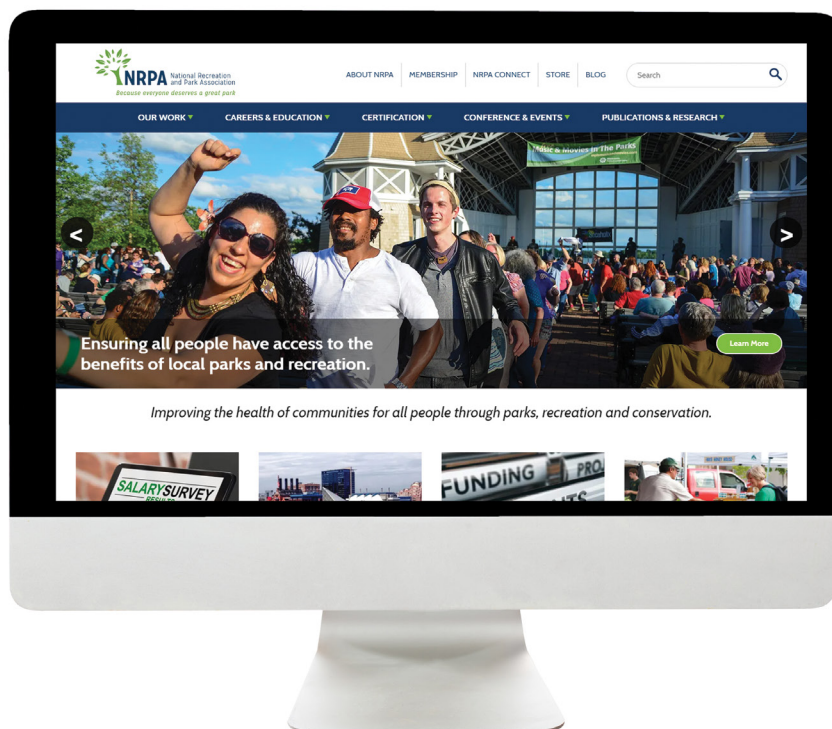 NRPA National Recreation
and Park Association
Because everyone deserves a great park
ABOUT NRPA MEMBERSHIP NRPA CONNECT STORE BLOG Search
OUR WORK CAREERS & EDUCATION CERTIFICATION CONFERENCE & EVENTS PUBLICATIONS & RESEARCH
Music & Movies In The Parks
< >
Ensuring all people have access to the
benefits of local parks and recreation.
Learn More
Improving the health of communities for all people through parks, recreation and conservation.
SALARY SURVEY
RESULTS
FUNDING